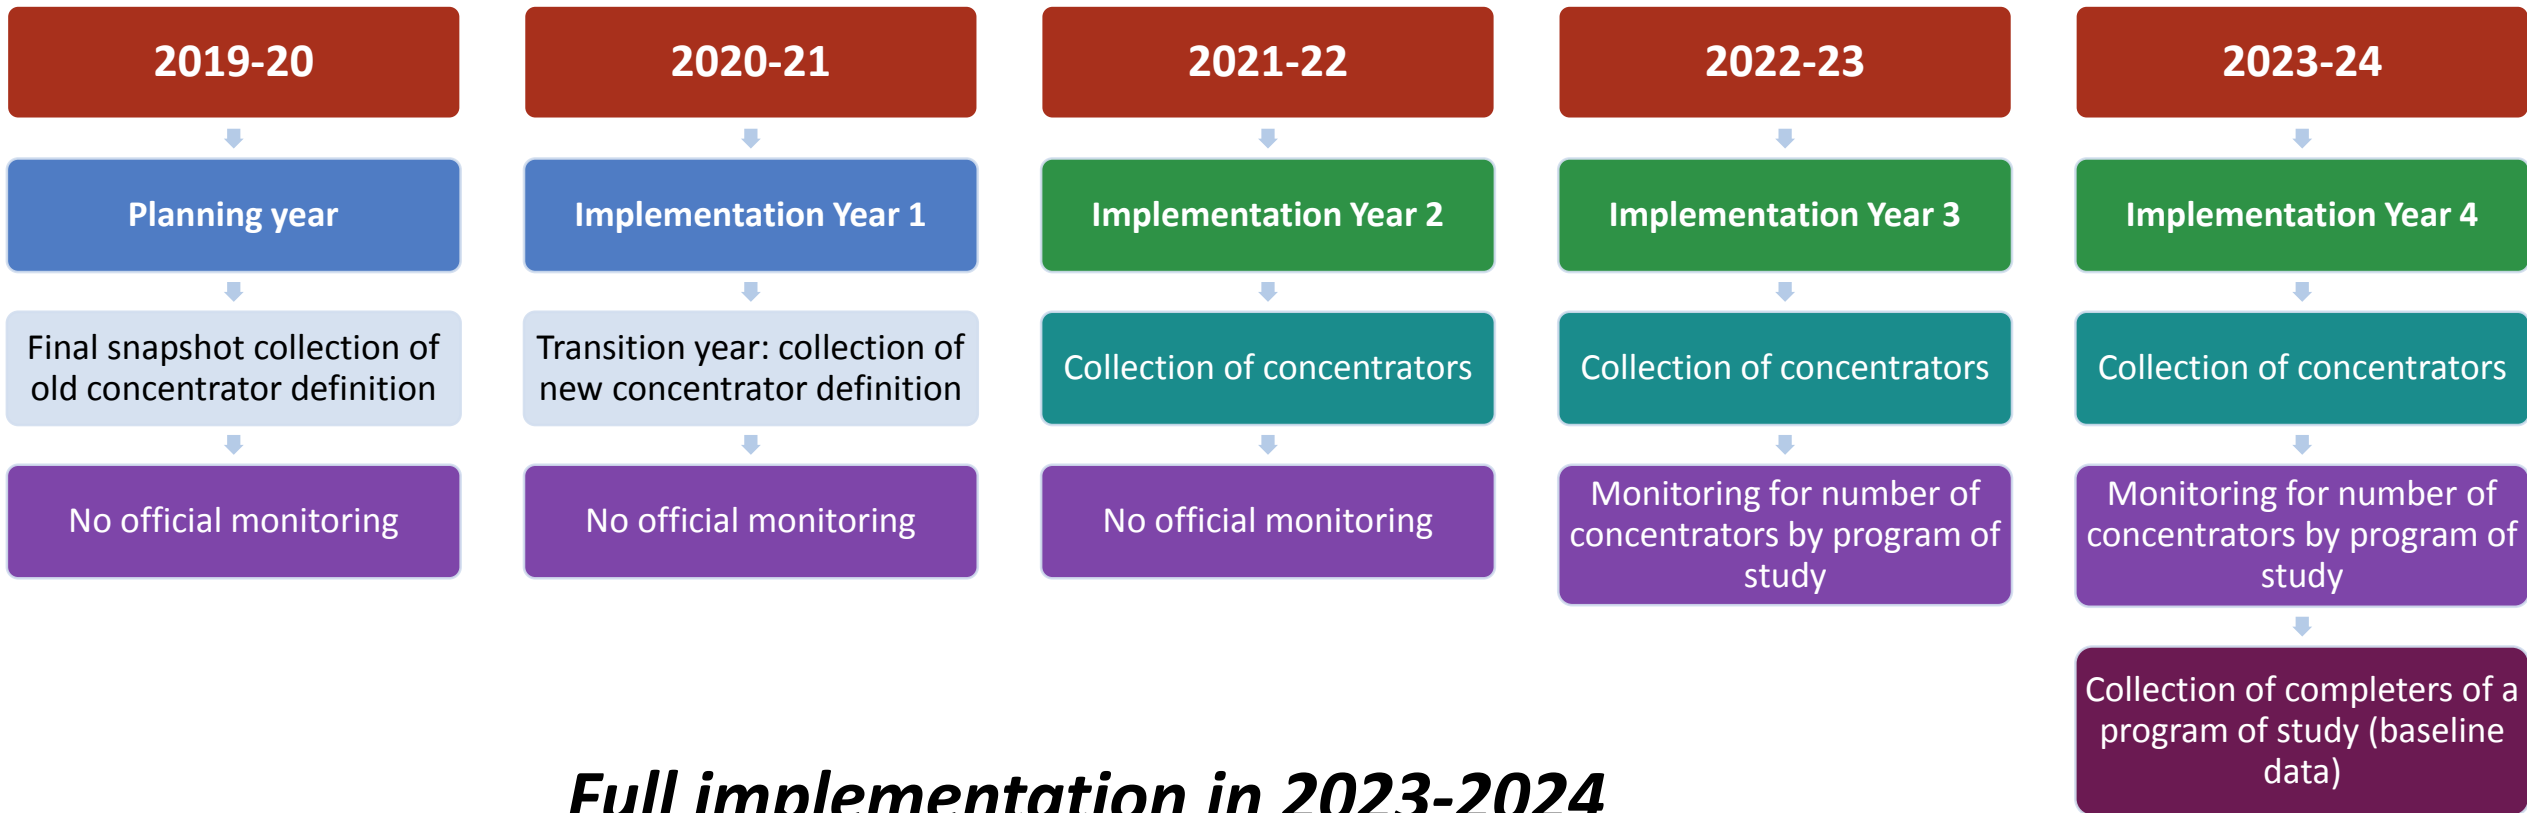 2019-20
Planning year
Final snapshot collection of
old concentrator definition
No official monitoring
2020-21
Implementation Year 1
Transition year: collection of
new concentrator definition
No official monitoring
2021-22
Implementation Year 2
Collection of concentrators
No official monitoring
2022-23
Implementation Year 3
Collection of concentrators
Monitoring for number of
concentrators by program of
study
2023-24
Implementation Year 4
Collection of concentrators
Monitoring for number of
concentrators by program of
study
Collection of completers of a
program of study (baseline
data)
Full implementation in 2023-2024